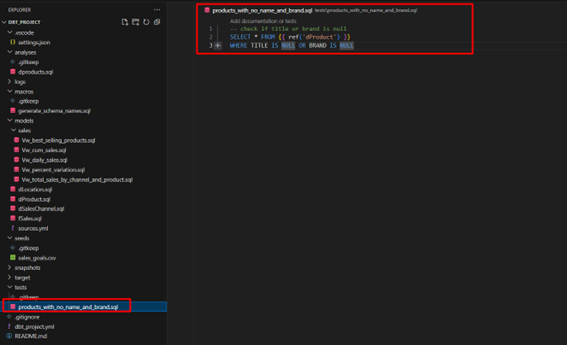 EXPLORER
DBT_PROJECT
.vscode
settings.json
analyses
.gitkeep
dproducts.sql
logs
macros
.gitkeep
generate_schema_names.sql
models
sales
Vw_best_selling_products.sql
Vw_cum_sales.sql
Vw_daily_sales.sql
Vw_percent_variation.sql
Vw_total_sales_by_channel_and_product.sql
dLocation.sql
dProduct.sql
dSalesChannel.sql
fSales.sql
sources.yml
seeds
.gitkeep
sales_goals.csv
snapshots
target
tests
.gitkeep
products_with_no_name_and_brand.sql
.gitignore
dbt_project.yml
README.md
products_with_no_name_and_brand.sql tests\products_with_no_name_and_brand.sql
Add documentation or tests
1 -- check if title or brand is null
2 SELECT * FROM {{ ref('dProduct') }}
3 WHERE TITLE IS NULL OR BRAND IS NULL